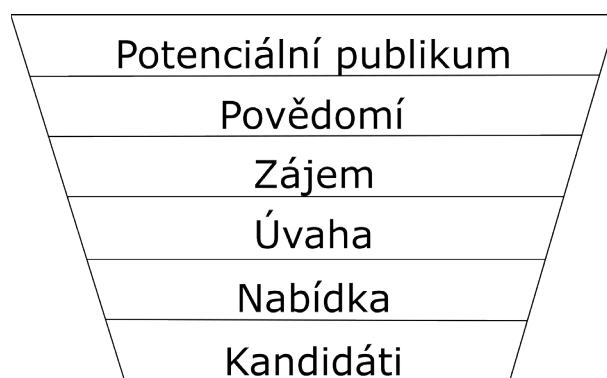 Potenciální publikum
Povědomí
Zájem
Úvaha
Nabídka
Kandidáti